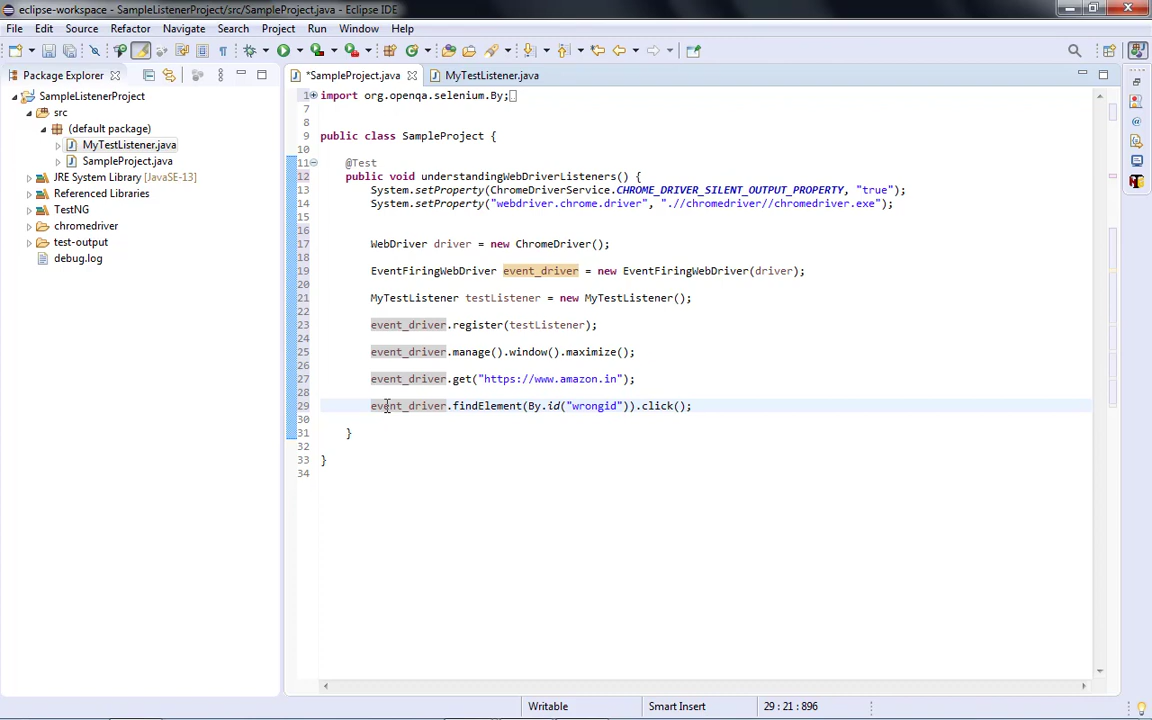 eclipse-workspace - SampleListenerProject/src/SampleProject.java - Eclipse IDE
File Edit Source Refactor Navigate Search Project Run Window Help
Package Explorer
*SampleProject.java
MyTestListener.java
SampleListenerProject
src
(default package)
MyTestListener.java
SampleProject.java
JRE System Library [JavaSE-13]
Referenced Libraries
TestNG
chromedriver
test-output
debug.log
1 import org.openqa.selenium.By;
7
8
9 public class SampleProject {
10
11 @Test
12 public void understandingWebDriverListeners() {
13 System.setProperty(ChromeDriverService.CHROME_DRIVER_SILENT_OUTPUT_PROPERTY, "true");
14 System.setProperty("webdriver.chrome.driver", ".//chromedriver//chromedriver.exe");
15
16
17 WebDriver driver = new ChromeDriver();
18
19 EventFiringWebDriver event_driver = new EventFiringWebDriver(driver);
20
21 MyTestListener testListener = new MyTestListener();
22
23 event_driver.register(testListener);
24
25 event_driver.manage().window().maximize();
26
27 event_driver.get("https://www.amazon.in");
28
29 event_driver.findElement(By.id("wrongid")).click();
30
31 }
32
33 }
34
Writable Smart Insert 29 : 21 : 896